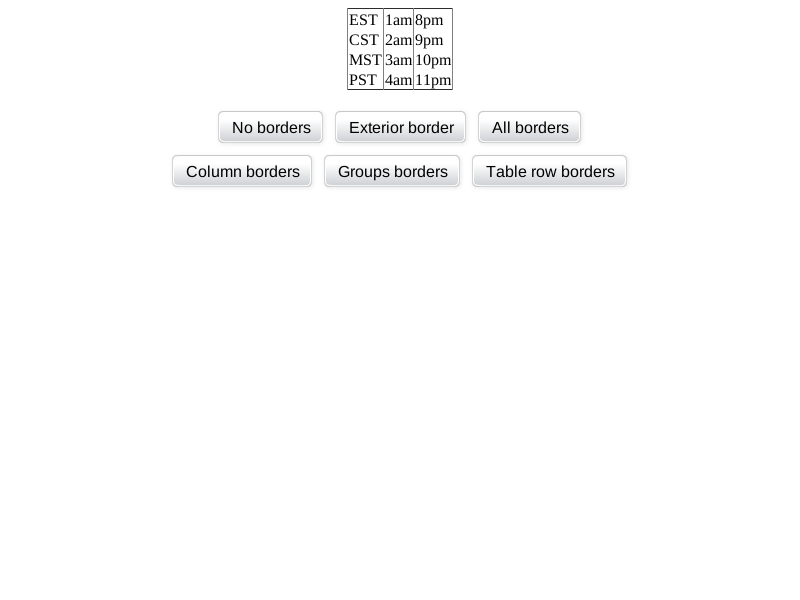 EST 1am 8pm
CST 2am 9pm
MST 3am 10pm
PST 4am 11pm
No borders Exterior border All borders
Column borders Groups borders Table row borders